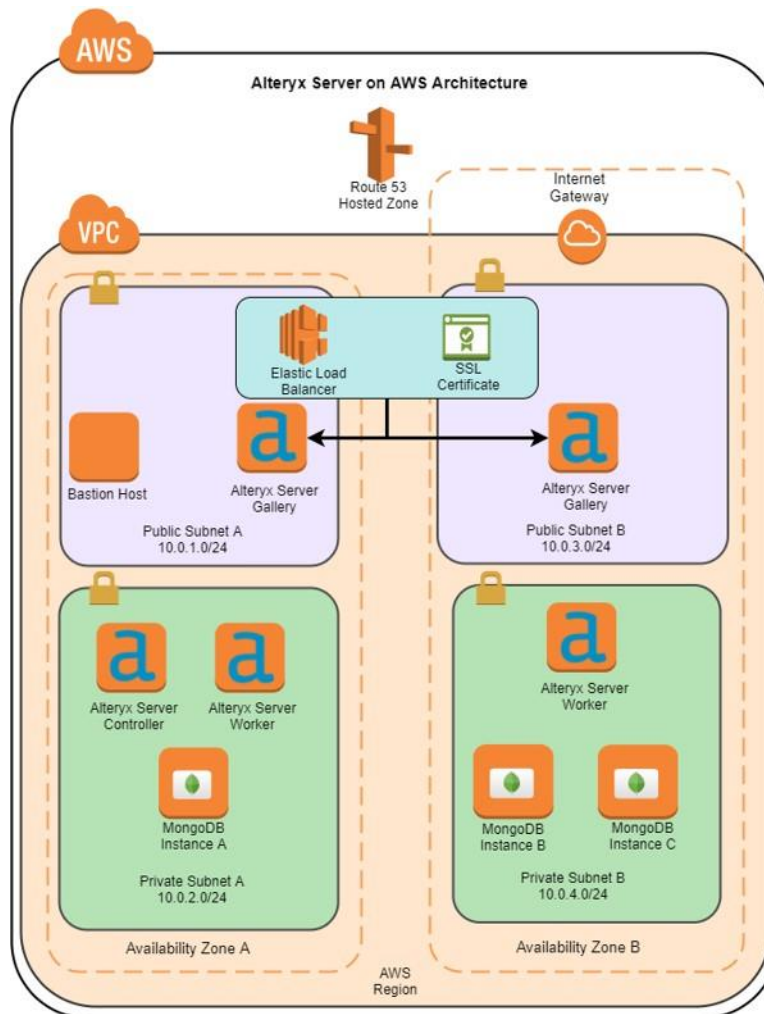 AWS
Alteryx Server on AWS Architecture
Route 53
Hosted Zone
Internet
Gateway
VPC
Elastic Load
Balancer
SSL
Certificate
a
a
Bastion Host
Alteryx Server
Gallery
Alteryx Server
Gallery
Public Subnet A
10.0.1.0/24
Public Subnet B
10.0.3.0/24
a
a
a
Alteryx Server
Controller
Alteryx Server
Worker
Alteryx Server
Worker
MongoDB
Instance A
MongoDB
Instance B
MongoDB
Instance C
Private Subnet A
10.0.2.0/24
Private Subnet B
10.0.4.0/24
Availability Zone A
Availability Zone B
AWS
Region